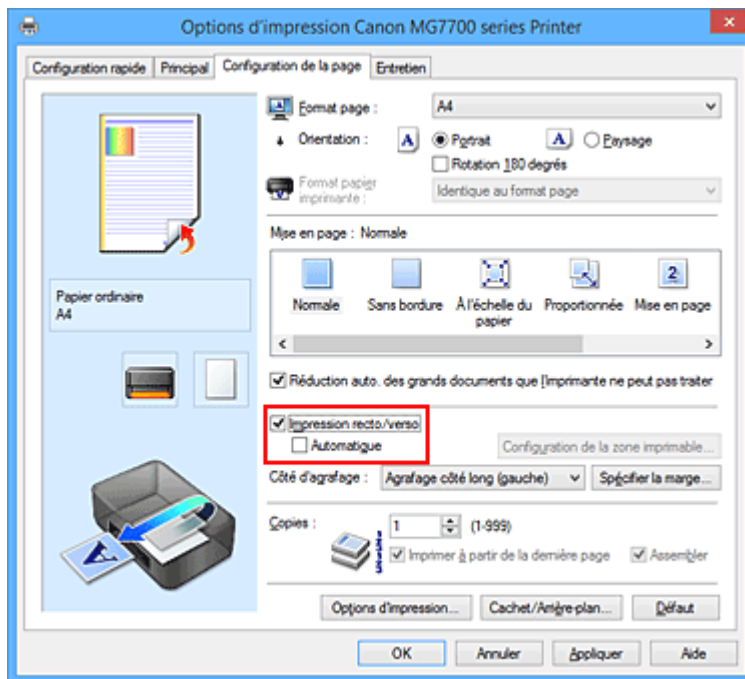 Options d'impression Canon MG7700 series Printer
Configuration rapide Principal Configuration de la page Entretien
Format page : A4
Orientation : A Portrait A Paysage
Rotation 180 degrés
Format papier
imprimante : Identique au format page
Mise en page : Normale
2
Normale Sans bordure À l'échelle du papier Proportionnée Mise en page
Papier ordinaire
A4
Réduction auto. des grands documents que l'imprimante ne peut pas traiter
Impression recto/verso
Automatique Configuration de la zone imprimable...
Côté d'agrafage : Agrafage côté long (gauche) Spécifier la marge...
Copies : 1 (1-999)
Imprimer à partir de la dernière page Assembler
Options d'impression... Cachet/Arrière-plan... Défaut
OK Annuler Appliquer Aide